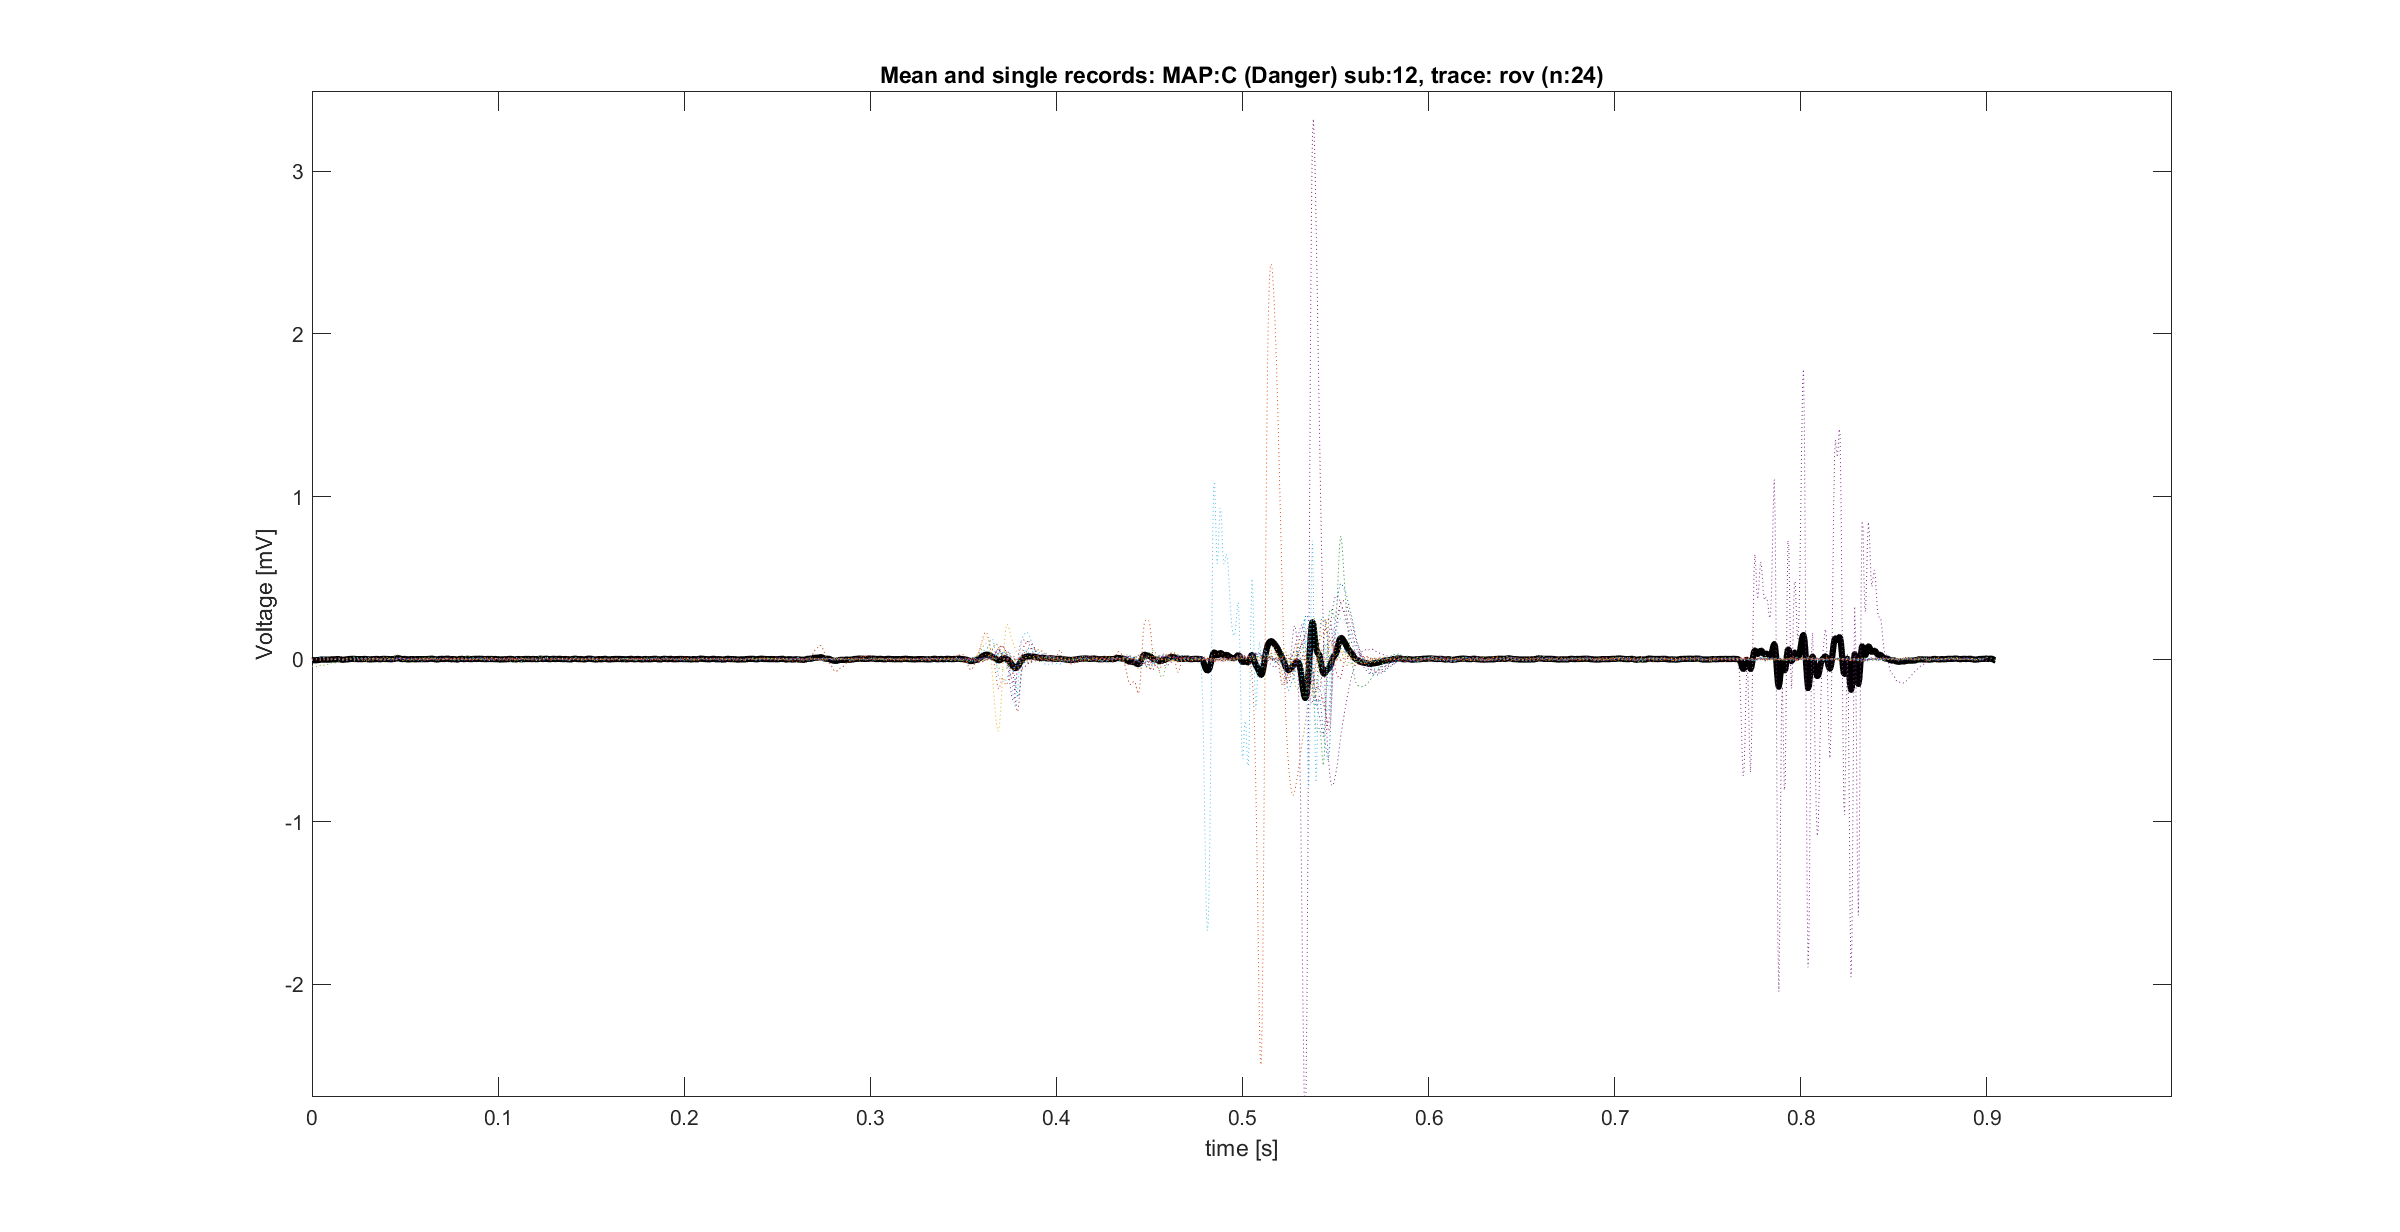 Mean and single records: MAP:C (Danger) sub:12, trace: rov (n:24)
3
2
1
0
-1
-2
Voltage [mV]
0 0.1 0.2 0.3 0.4 0.5 0.6 0.7 0.8 0.9
time [s]